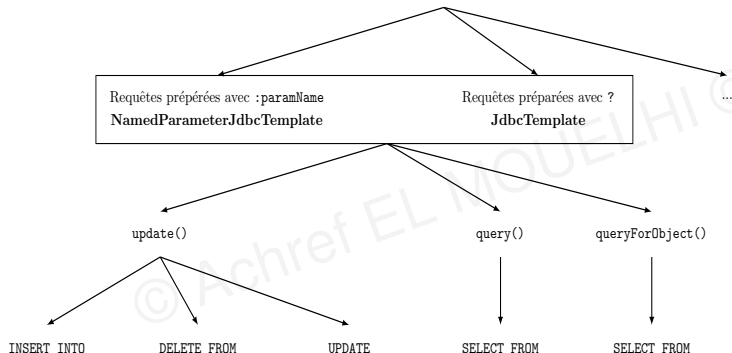 Requêtes prépérées avec :paramName
NamedParameterJdbcTemplate
Requêtes préparées avec ?
JdbcTemplate
...
update()
query()
queryForObject()
INSERT INTO
DELETE FROM
UPDATE
SELECT FROM
SELECT FROM
© Achref EL MOUELHI ©